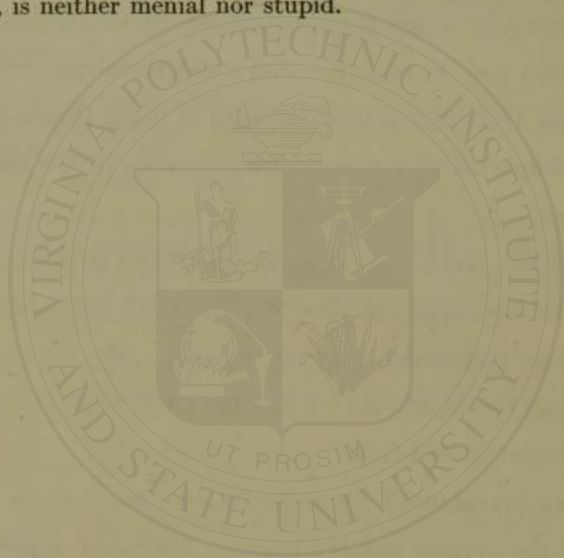 , is neither menial nor stupid.
VIRGINIA POLYTECHNIC INSTITUTE
AND STATE UNIVERSITY
UT PROSIM